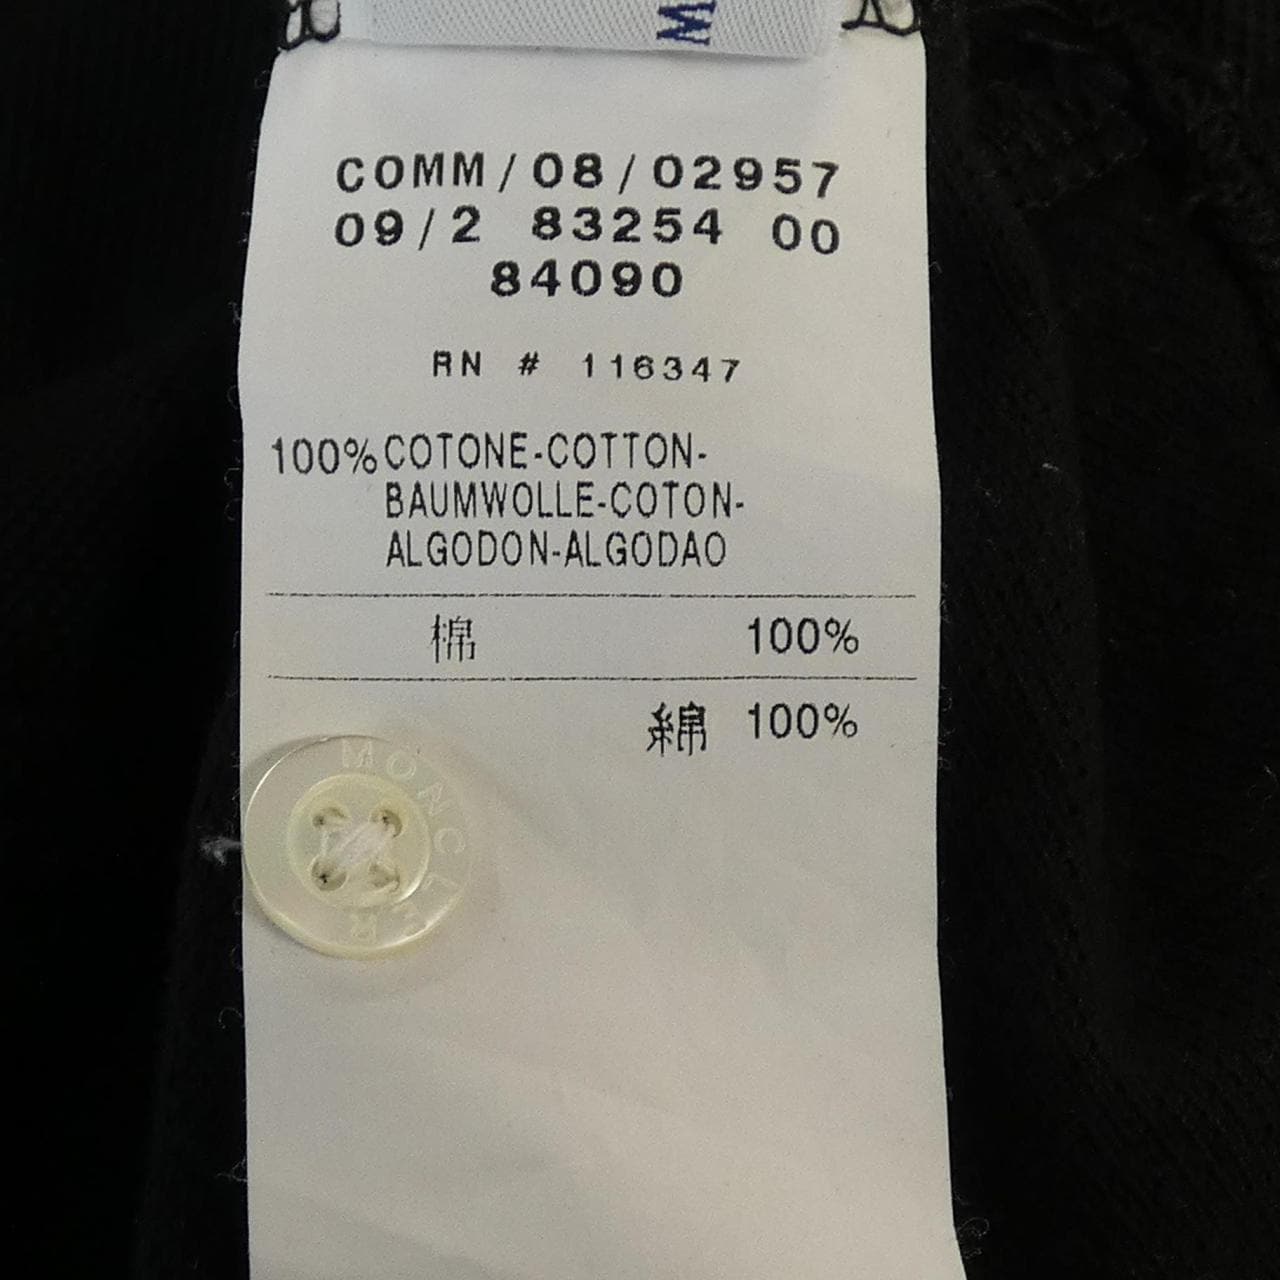 M
COMM/08/02957
09/2 83254 00
84090
RN # 116347
100% COTONE-COTTON-
BAUMWOLLE-COTON-
ALGODON-ALGODAO
棉 100%
綿 100%
MONCLER